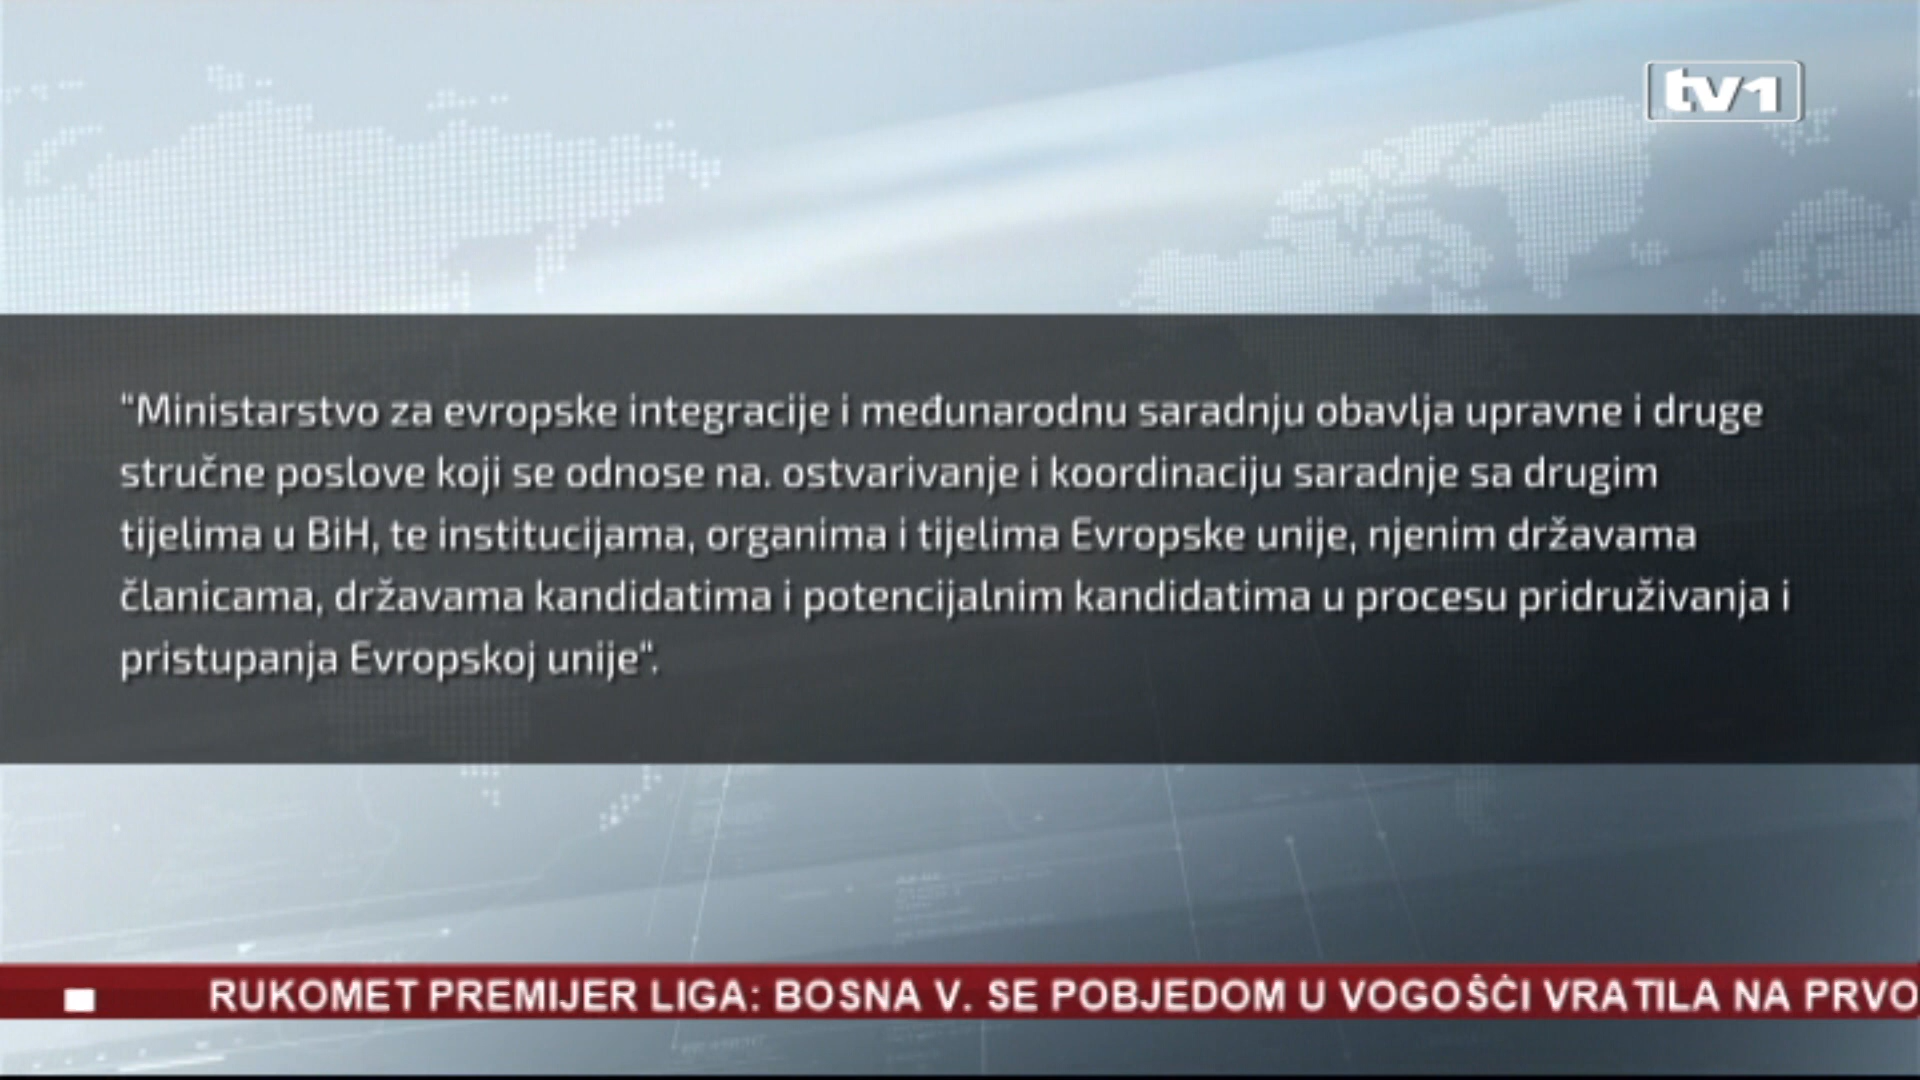 tv1
"Ministarstvo za evropske integracije i međunarodnu saradnju obavlja upravne i druge
stručne poslove koji se odnose na. ostvarivanje i koordinaciju saradnje sa drugim
tijelima u BiH, te institucijama, organima i tijelima Evropske unije, njenim državama
članicama, državama kandidatima i potencijalnim kandidatima u procesu pridruživanja i
pristupanja Evropskoj unije".
RUKOMET PREMIJER LIGA: BOSNA V. SE POBJEDOM U VOGOŠĆI VRATILA NA PRVO